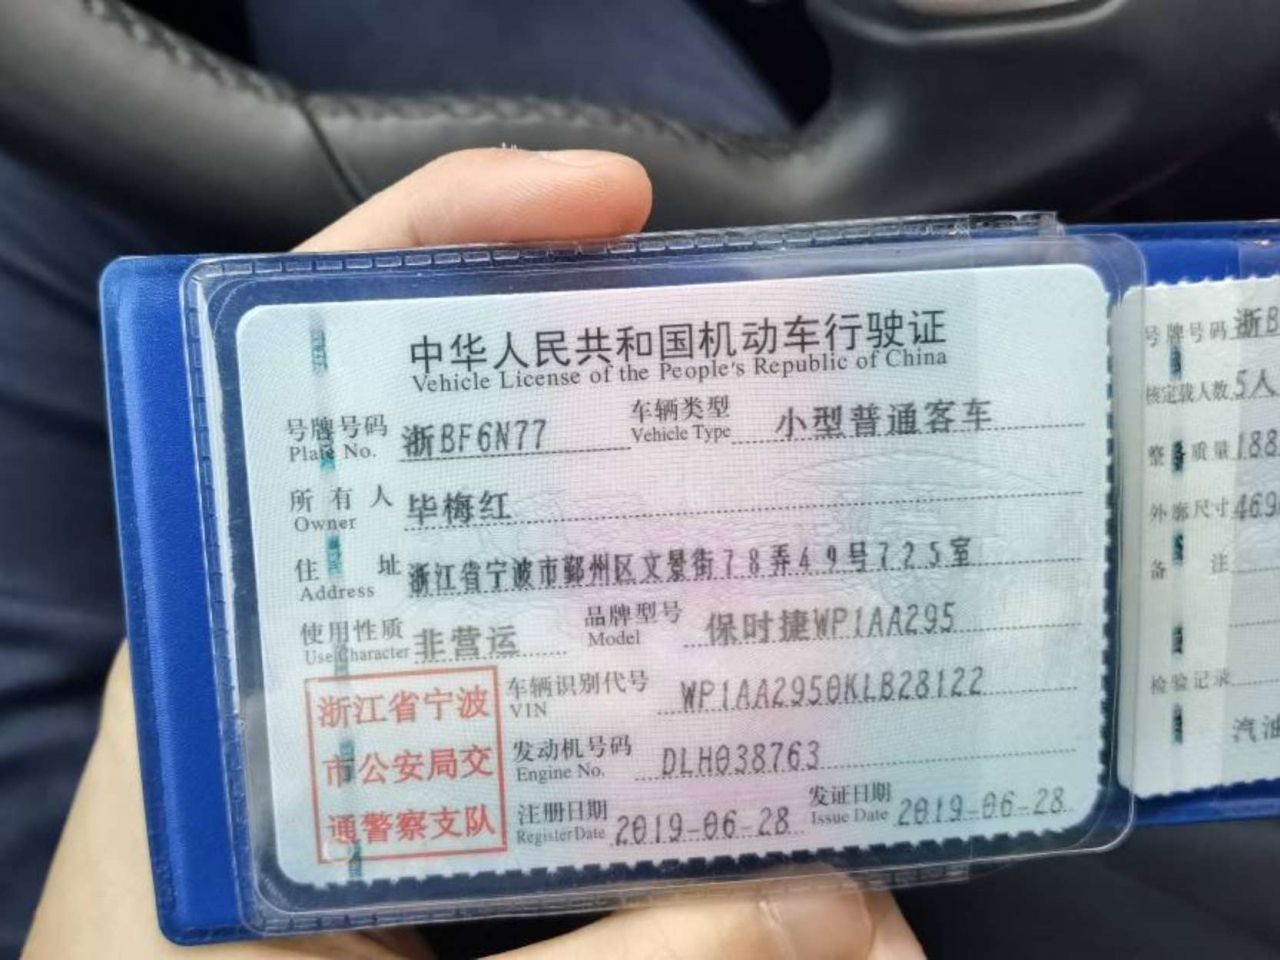 中华人民共和国机动车行驶证
Vehicle License of the People's Republic of China
号牌号码 浙BF6N77 车辆类型 小型普通客车
Plate No. Vehicle Type
所有人 毕梅红
Owner
住址 浙江省宁波市鄞州区文景街78弄49号725室
Address
使用性质 非营运 品牌型号 保时捷WP1AA295
Use Character Model
浙江省宁波
市公安局交
通警察支队
车辆识别代号 WP1AA2950KLB28122
VIN
发动机号码 DLH038763
Engine No.
注册日期 2019-06-28 发证日期 2019-06-28
Register Date Issue Date
号牌号码 浙B
核定载人数 5人
整备质量 188
外廓尺寸 469
备注
检验记录
汽油